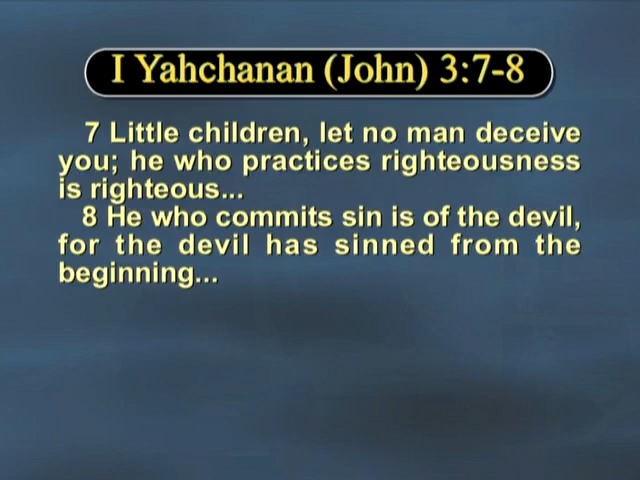 I Yahchanan (John) 3:7-8
7 Little children, let no man deceive
you; he who practices righteousness
is righteous...
8 He who commits sin is of the devil,
for the devil has sinned from the
beginning...